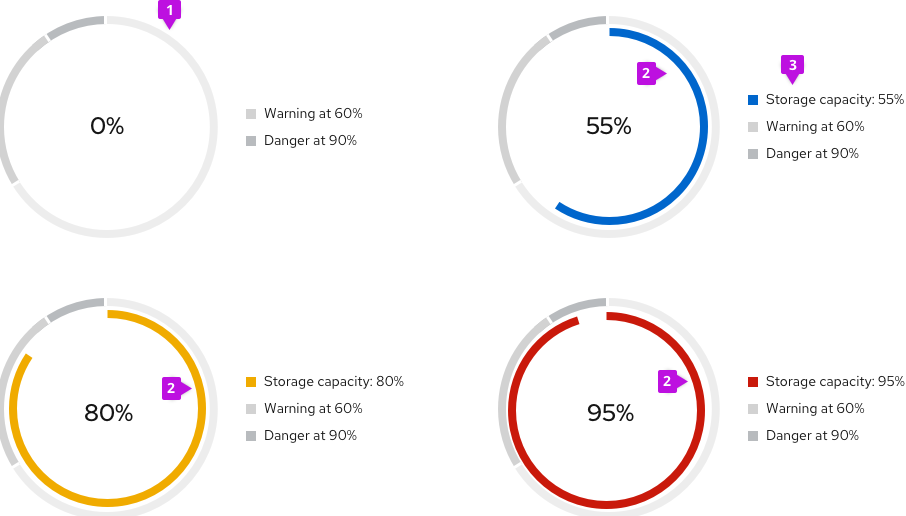 1
0%
Warning at 60%
Danger at 90%
2
3
55%
Storage capacity: 55%
Warning at 60%
Danger at 90%
2
80%
Storage capacity: 80%
Warning at 60%
Danger at 90%
2
95%
Storage capacity: 95%
Warning at 60%
Danger at 90%